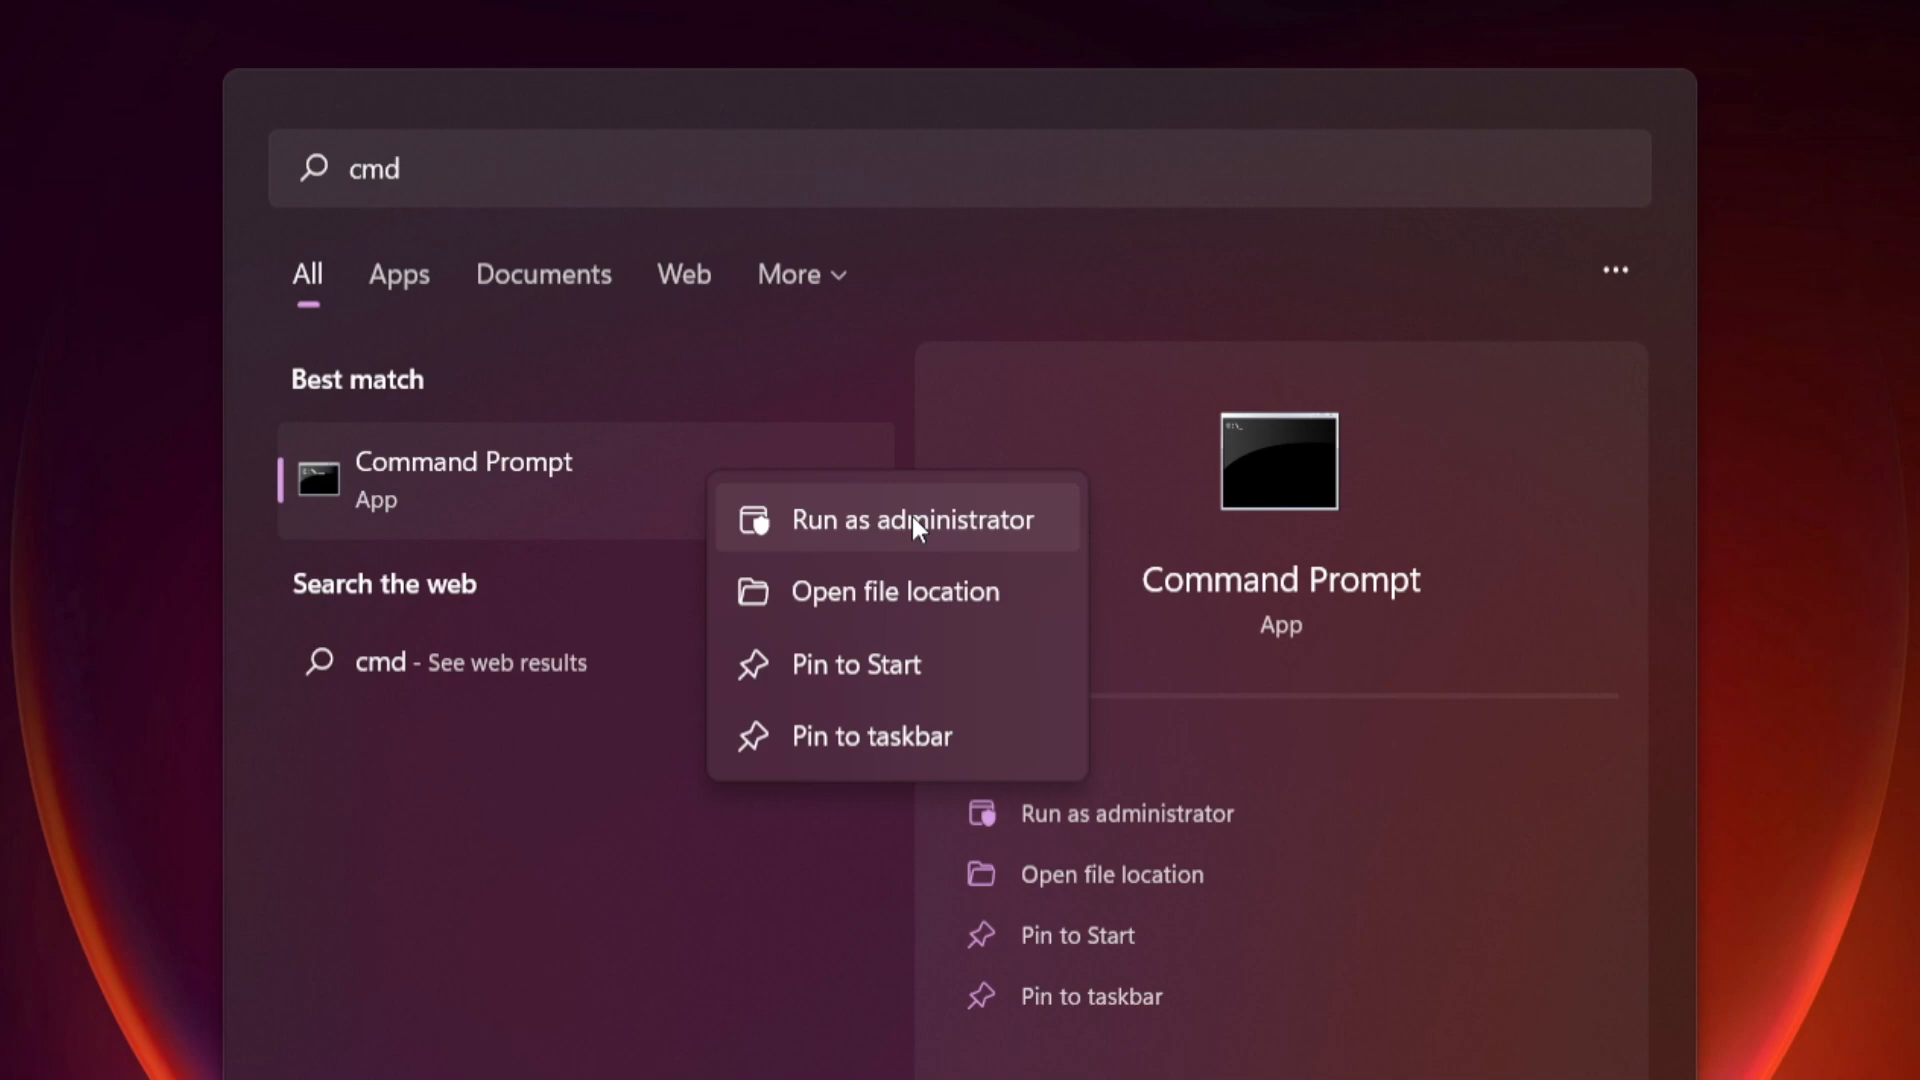 cmd
All Apps Documents Web More
Best match
Command Prompt
App
Search the web
cmd - See web results
Run as administrator
Open file location
Pin to Start
Pin to taskbar
Command Prompt
App
Run as administrator
Open file location
Pin to Start
Pin to taskbar